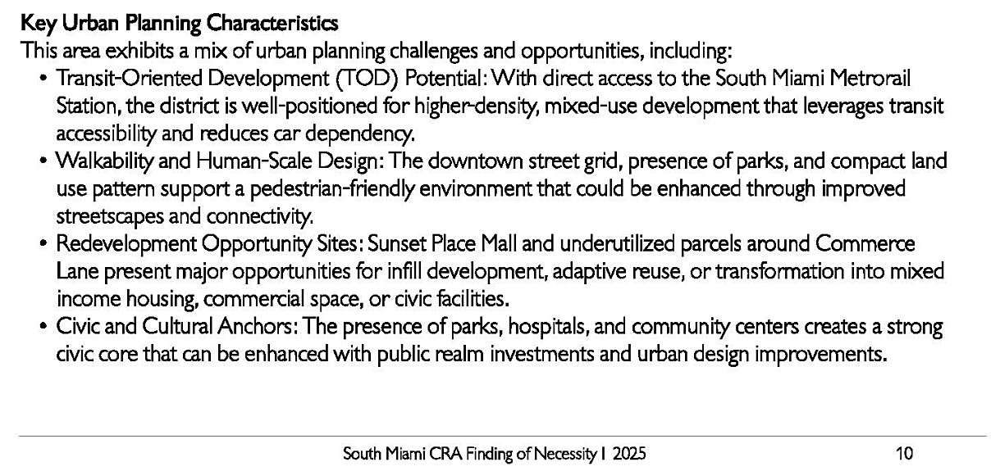 Key Urban Planning Characteristics
This area exhibits a mix of urban planning challenges and opportunities, including:
• Transit-Oriented Development (TOD) Potential: With direct access to the South Miami Metrorail
Station, the district is well-positioned for higher-density, mixed-use development that leverages transit
accessibility and reduces car dependency.
• Walkability and Human-Scale Design: The downtown street grid, presence of parks, and compact land
use pattern support a pedestrian-friendly environment that could be enhanced through improved
streetscapes and connectivity.
• Redevelopment Opportunity Sites: Sunset Place Mall and underutilized parcels around Commerce
Lane present major opportunities for infill development, adaptive reuse, or transformation into mixed
income housing, commercial space, or civic facilities.
• Civic and Cultural Anchors: The presence of parks, hospitals, and community centers creates a strong
civic core that can be enhanced with public realm investments and urban design improvements.
South Miami CRA Finding of Necessity I 2025 10